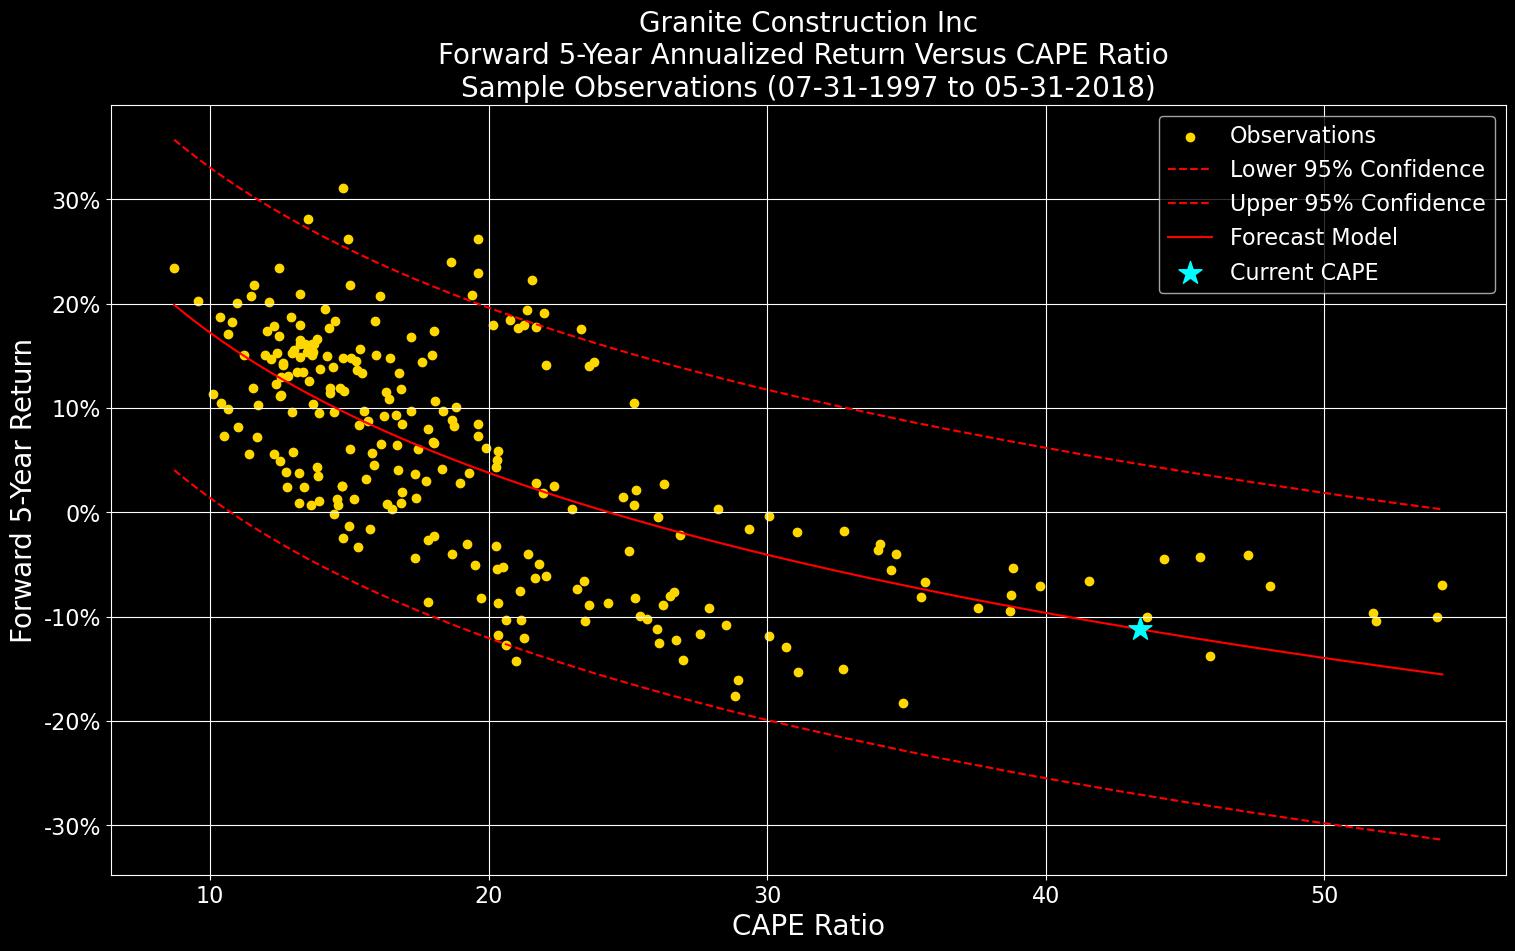 Granite Construction Inc
Forward 5-Year Annualized Return Versus CAPE Ratio
Sample Observations (07-31-1997 to 05-31-2018)
Observations
Lower 95% Confidence
Upper 95% Confidence
Forecast Model
Current CAPE
Forward 5-Year Return
30%
20%
10%
0%
-10%
-20%
-30%
10 20 30 40 50
CAPE Ratio